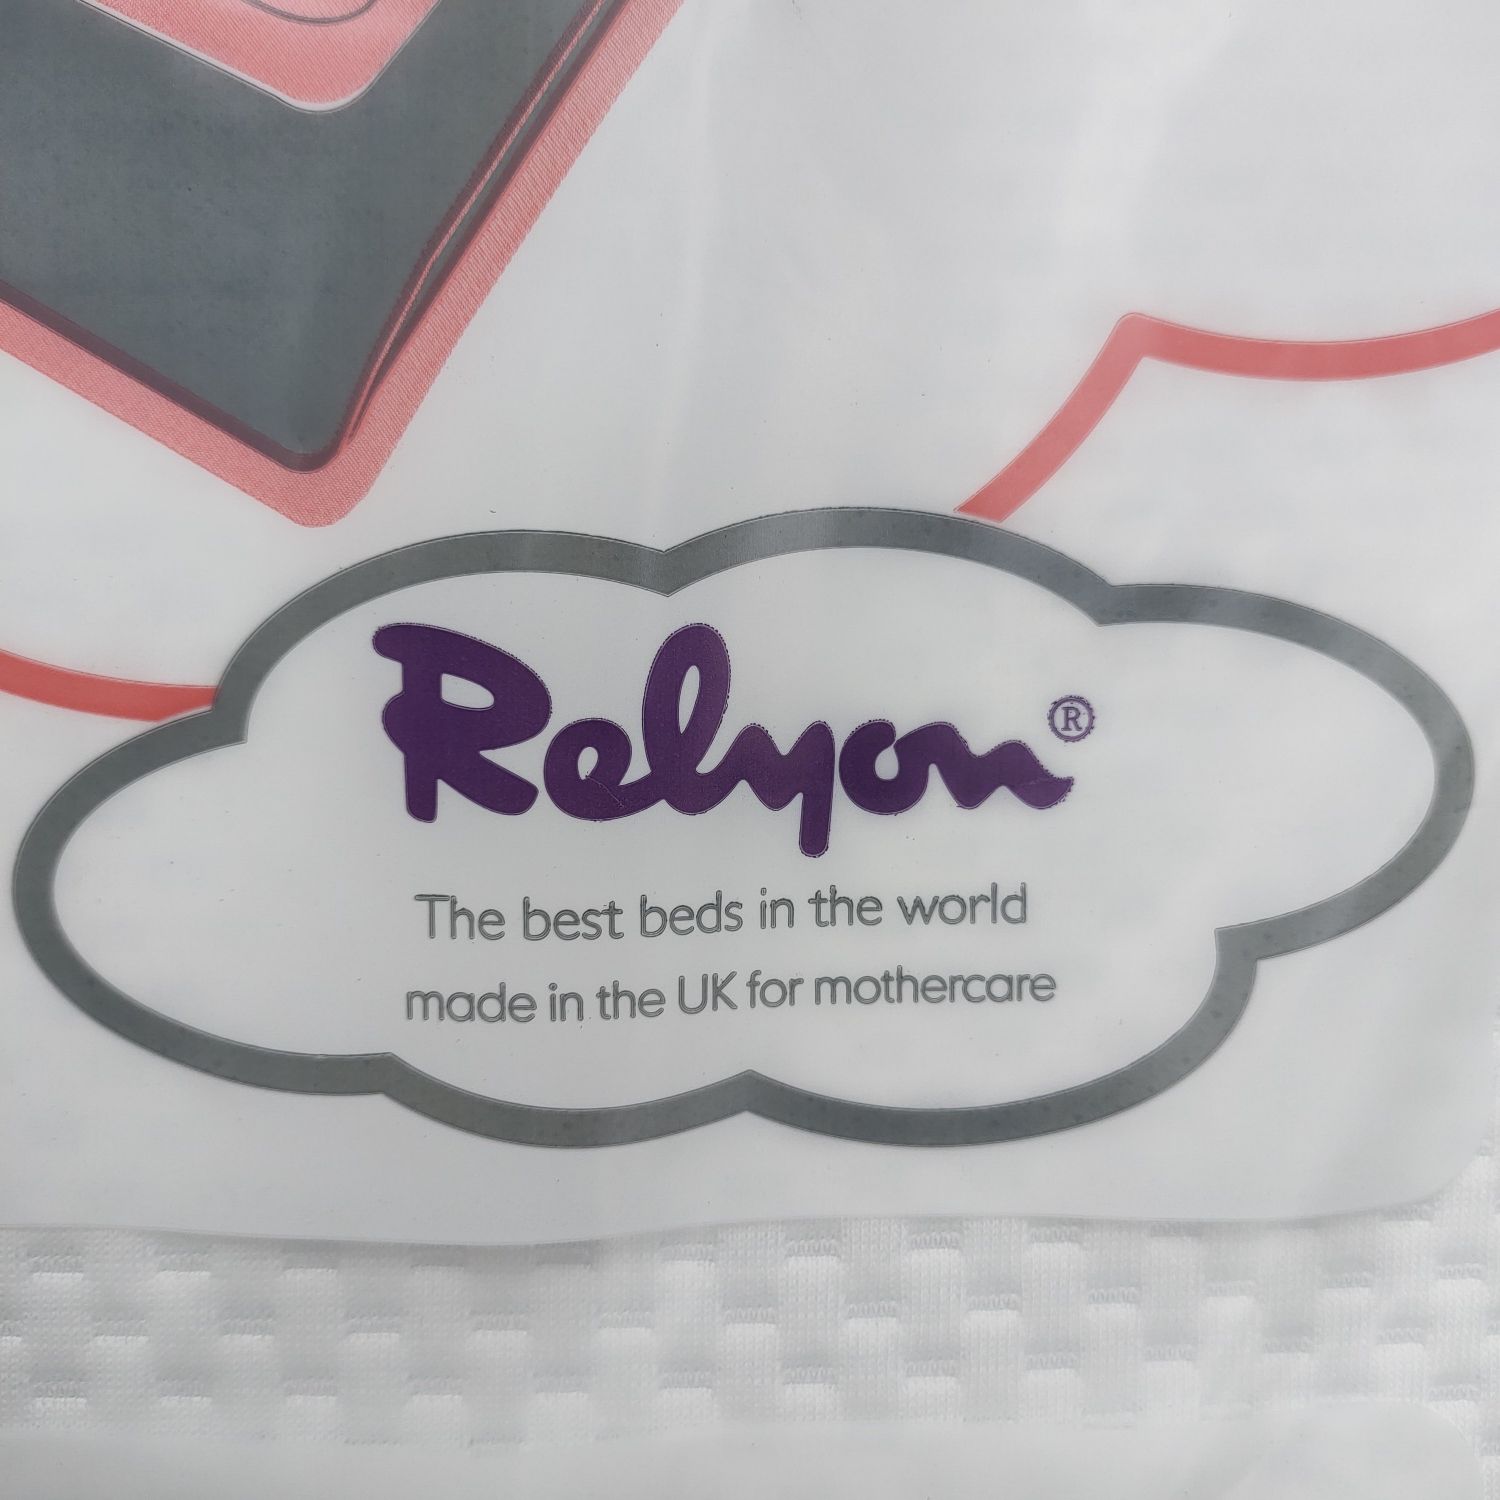 Relyon®
The best beds in the world
made in the UK for mothercare